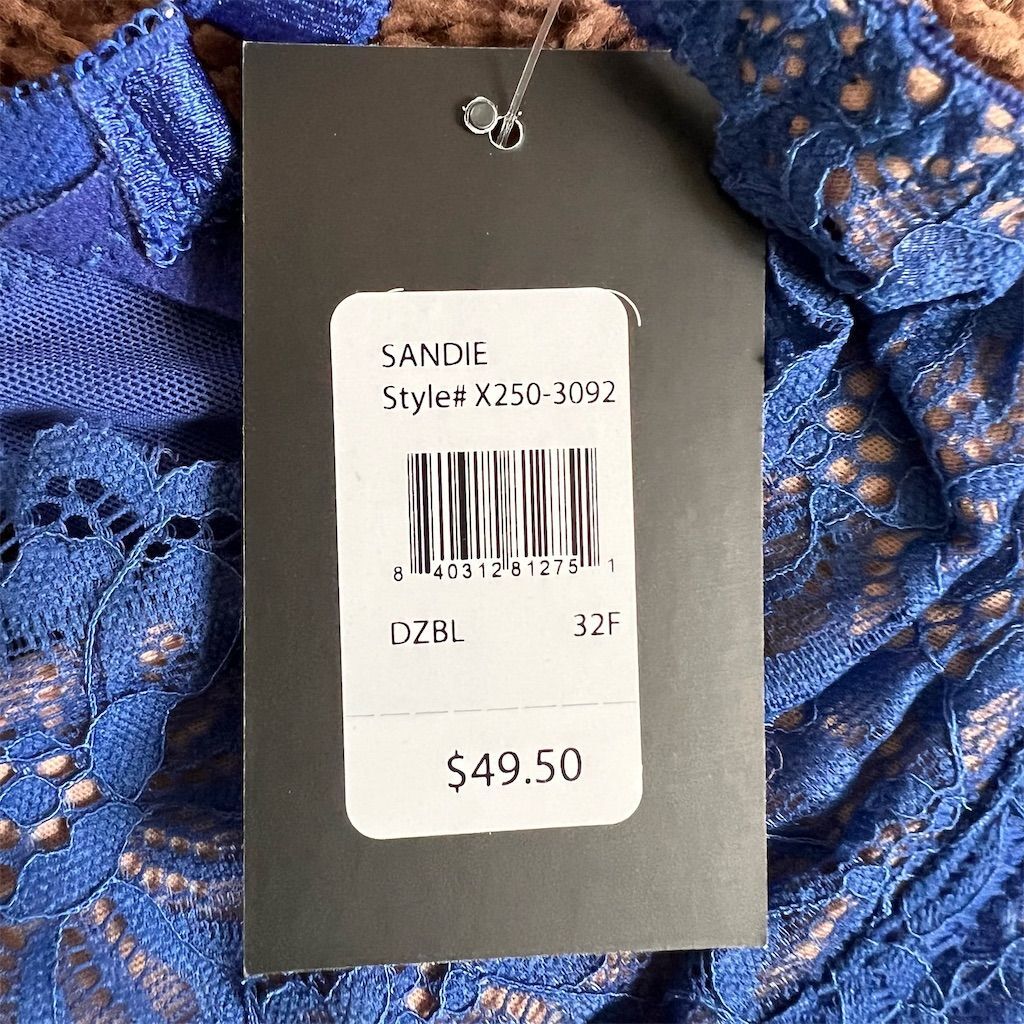 SANDIE
Style# X250-3092
8 40312 81275 1
DZBL 32F
$49.50